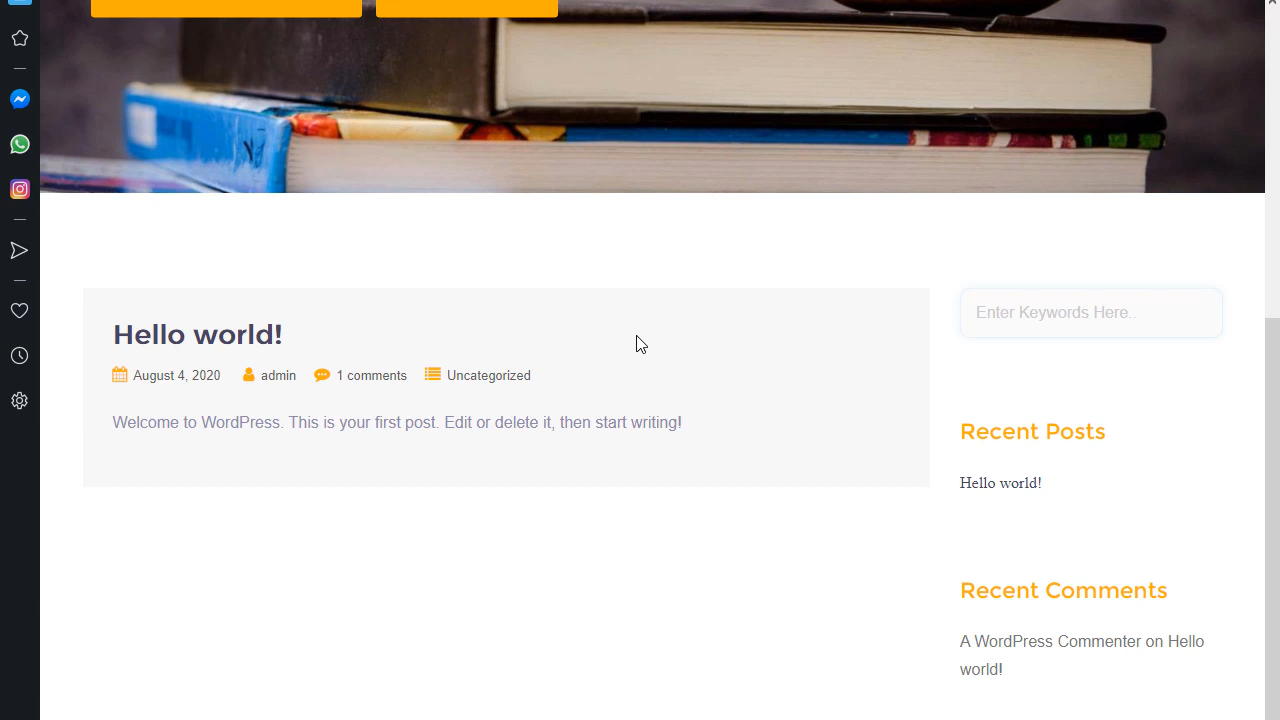 Hello world!
August 4, 2020 admin 1 comments Uncategorized
Welcome to WordPress. This is your first post. Edit or delete it, then start writing!
Enter Keywords Here..
Recent Posts
Hello world!
Recent Comments
A WordPress Commenter on Hello
world!